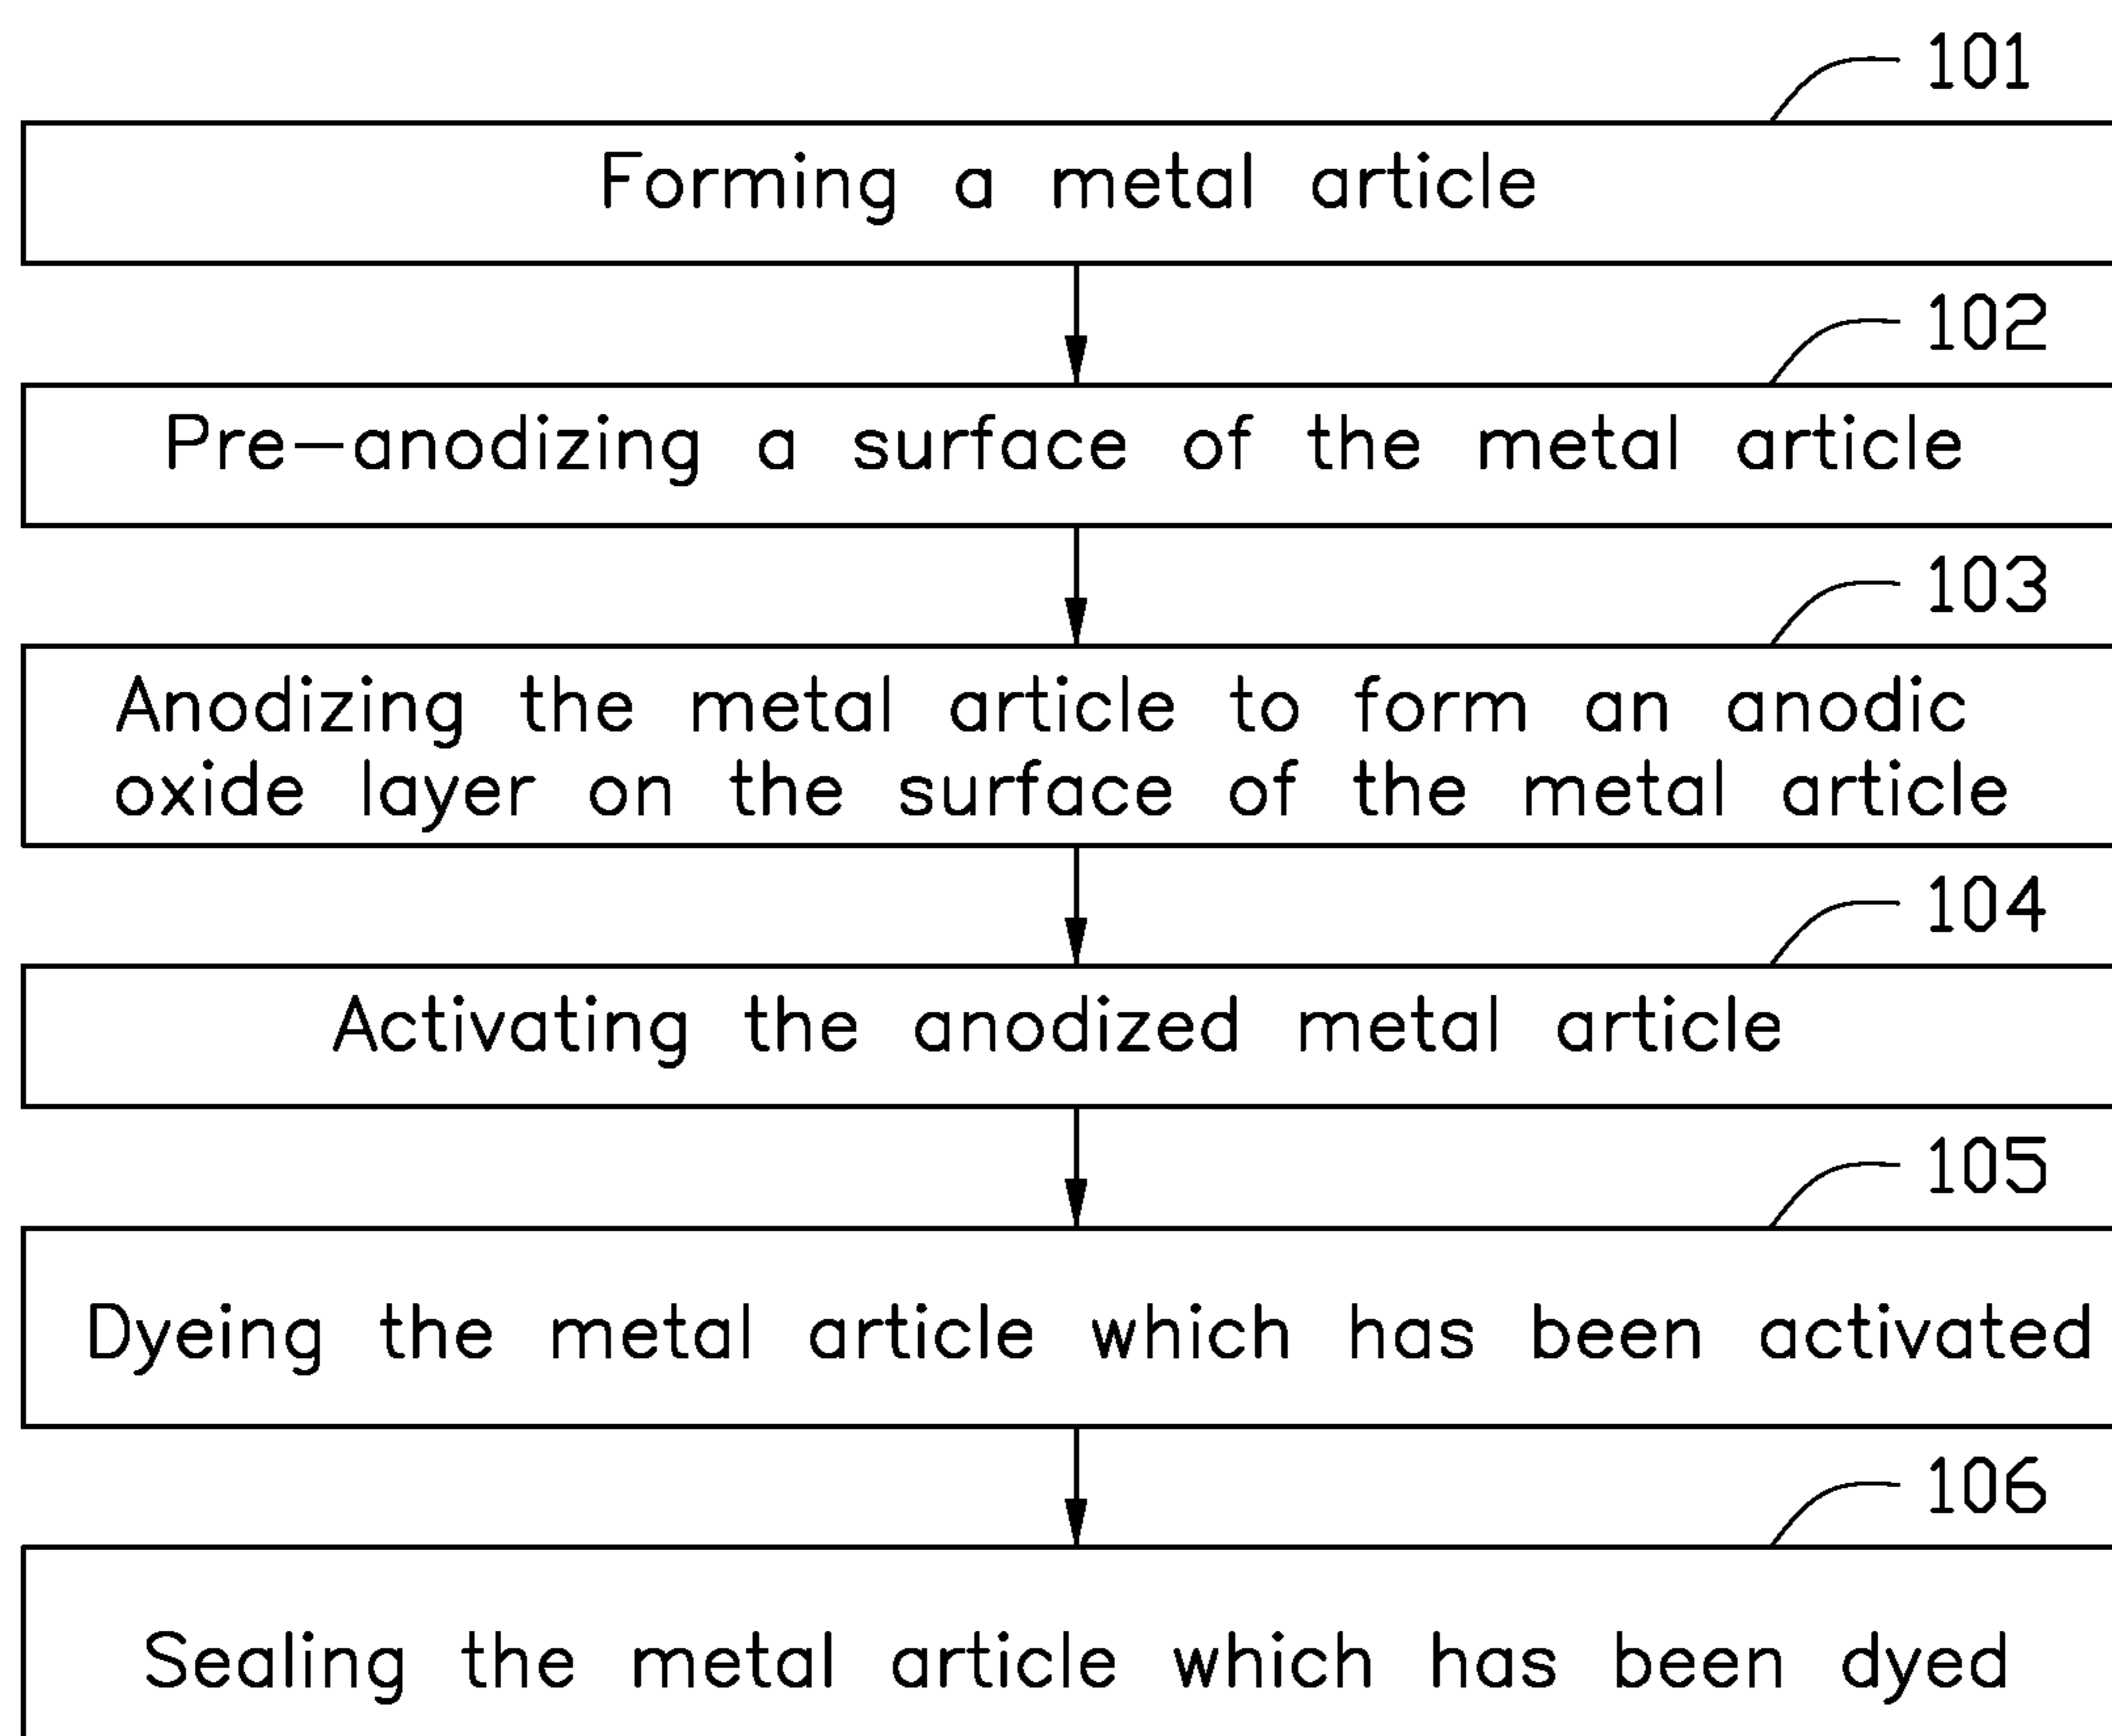 101
Forming a metal article
102
Pre-anodizing a surface of the metal article
103
Anodizing the metal article to form an anodic
oxide layer on the surface of the metal article
104
Activating the anodized metal article
105
Dyeing the metal article which has been activated
106
Sealing the metal article which has been dyed